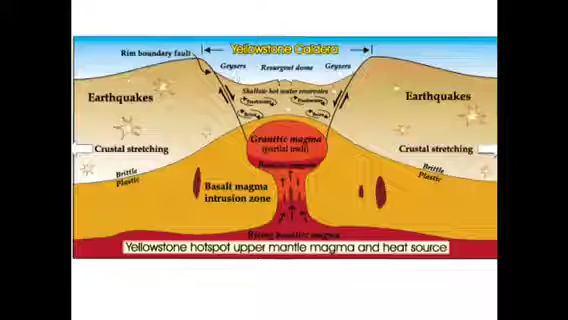 Yellowstone Caldera
Rim boundary fault
Geysers
Resurgent dome
Geysers
Shallow hot water reservoirs
Earthquakes
Earthquakes
Granitic magma
(partial melt)
Crustal stretching
Crustal stretching
Brittle
Plastic
Brittle
Plastic
Basalt magma
intrusion zone
Rising basaltic magma
Yellowstone hotspot upper mantle magma and heat source